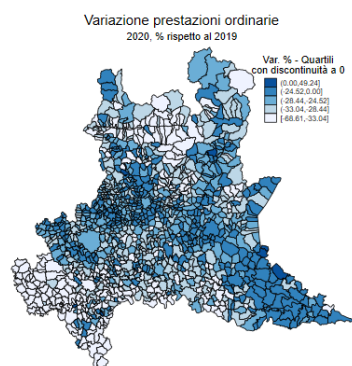 Variazione prestazioni ordinarie
2020, % rispetto al 2019
Var. % - Quartili
con discontinuità a 0
(0.00,49.24]
(-24.52,0.00]
(-28.44,-24.52]
(-33.04,-28.44]
[-68.61,-33.04]